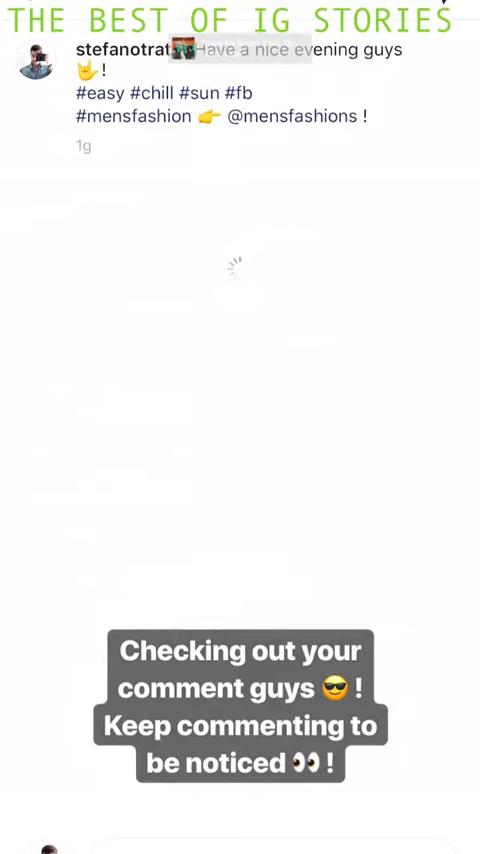 THE BEST OF IG STORIES
stefanotrat Have a nice evening guys
🤟!
#easy #chill #sun #fb
#mensfashion 👉 @mensfashions !
1g
Checking out your
comment guys 😎!
Keep commenting to
be noticed 👀!